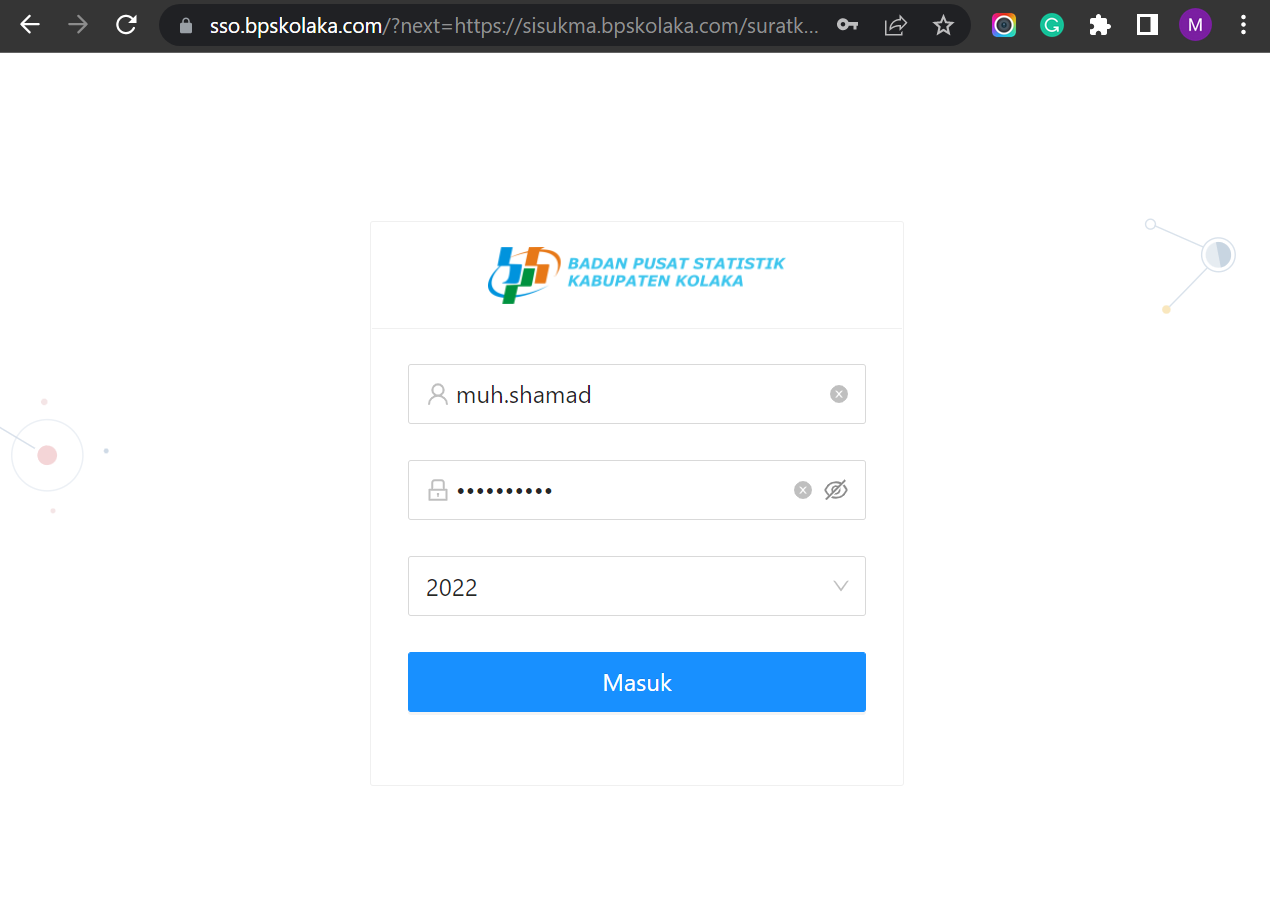 sso.bpskolaka.com/?next=https://sisukma.bpskolaka.com/suratk...
M
BADAN PUSAT STATISTIK
KABUPATEN KOLAKA
muh.shamad
••••••••••
2022
Masuk